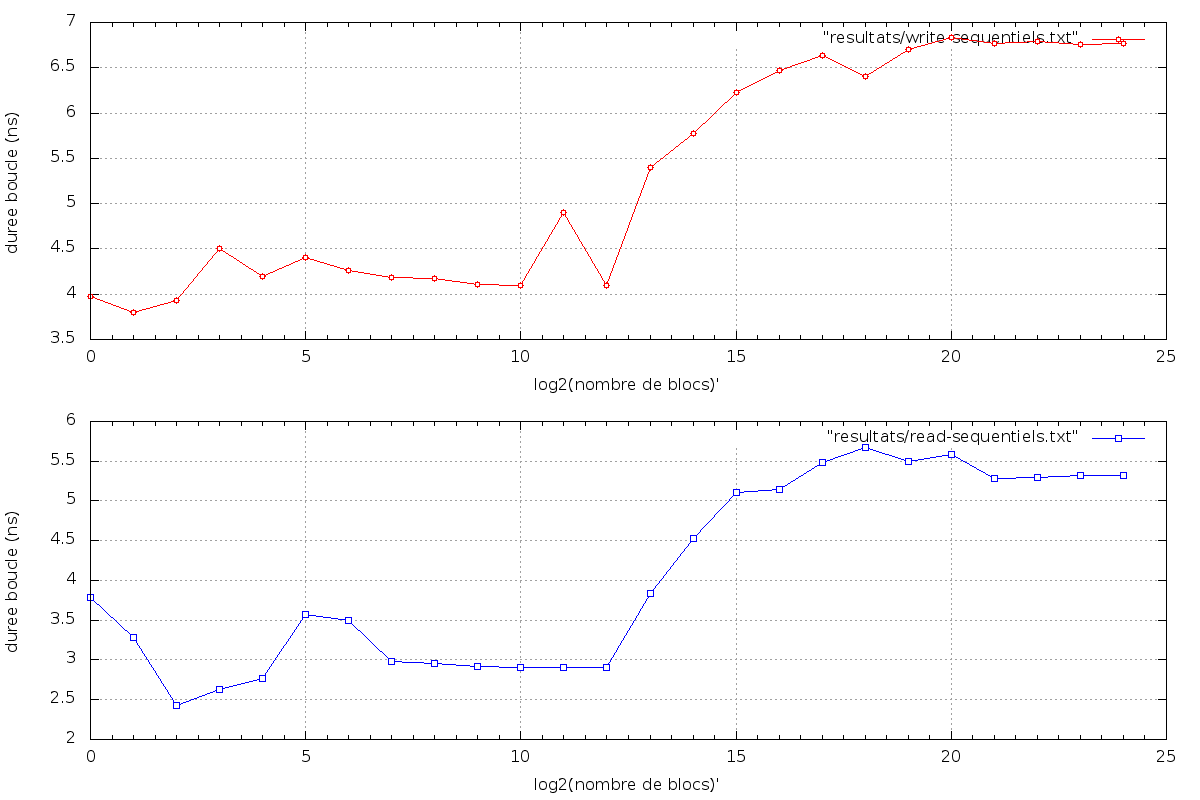 7
"resultats/write-sequentiels.txt"
6.5
6
5.5
5
4.5
4
3.5
duree boucle (ns)
0 5 10 15 20 25
log2(nombre de blocs)'
6
"resultats/read-sequentiels.txt"
5.5
5
4.5
4
3.5
3
2.5
2
duree boucle (ns)
0 5 10 15 20 25
log2(nombre de blocs)'